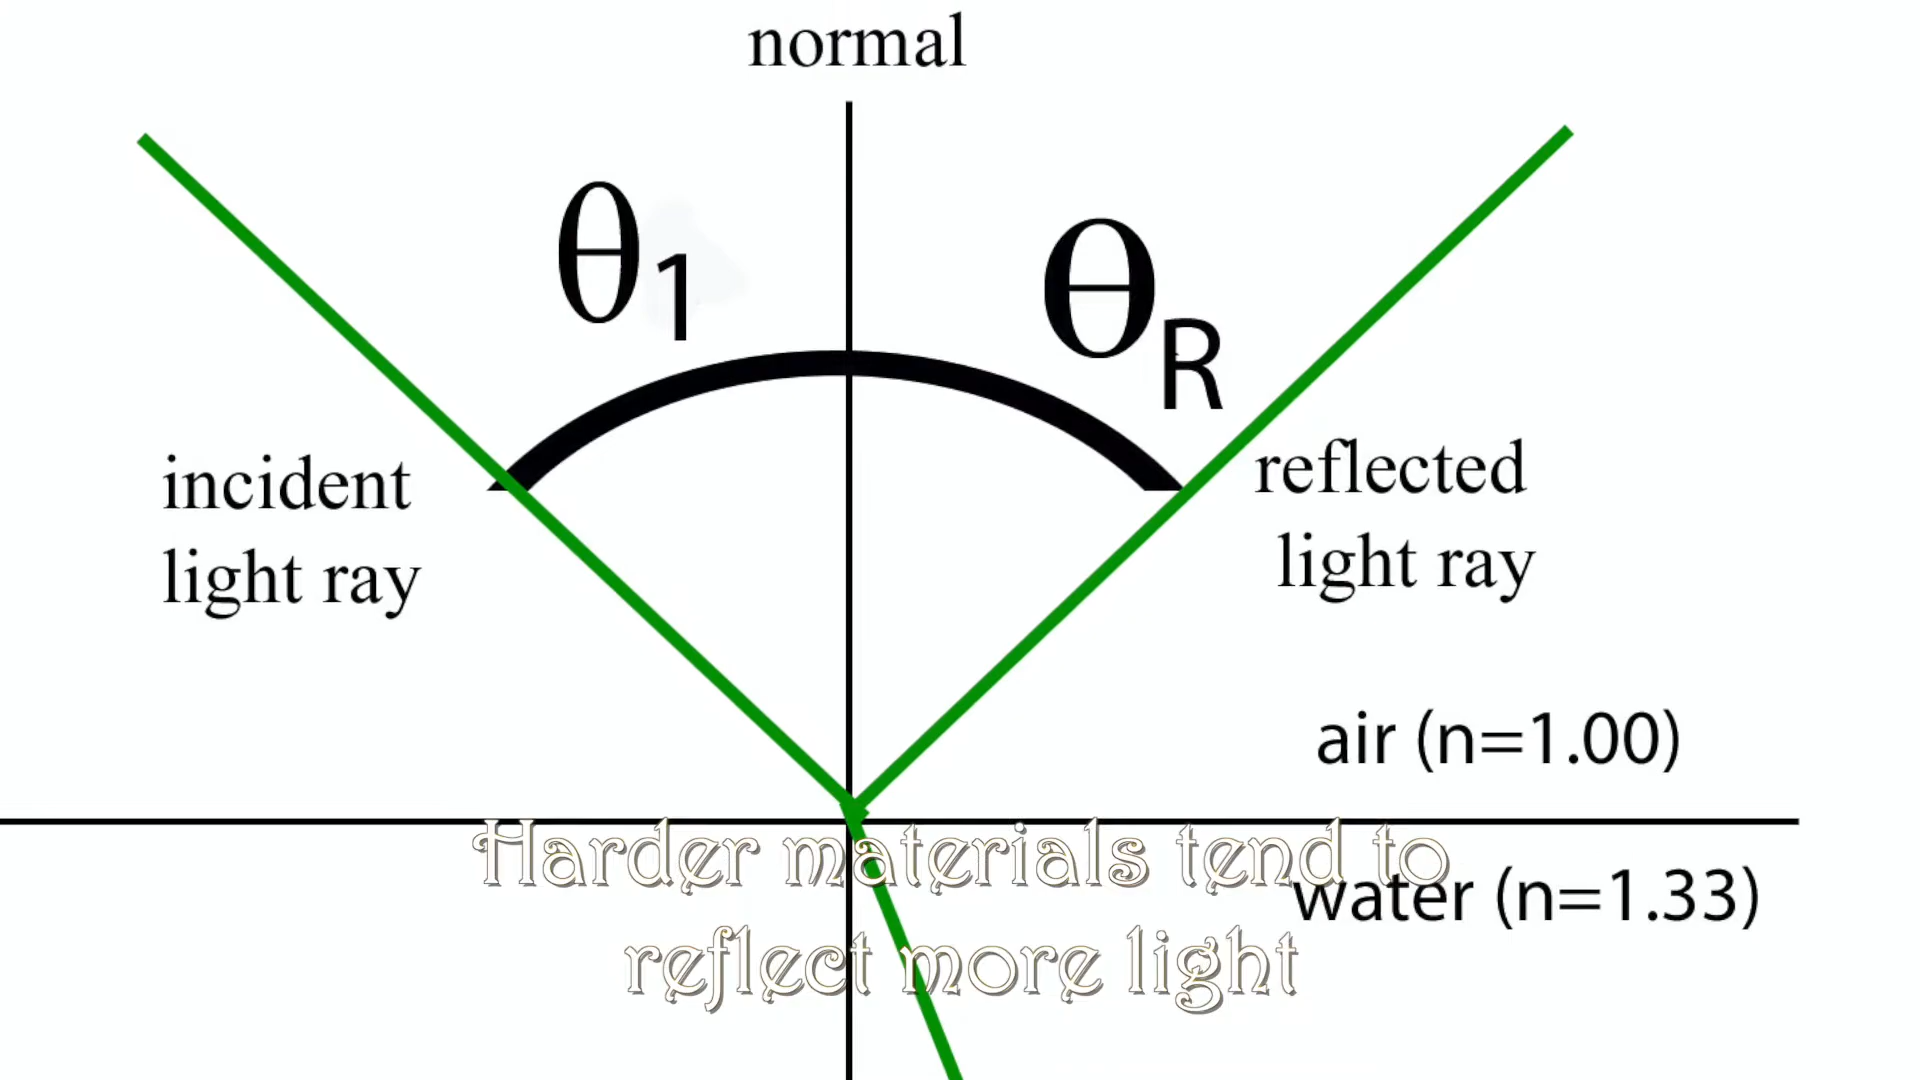 normal
θ1
θR
incident
light ray
reflected
light ray
air (n=1.00)
water (n=1.33)
Harder materials tend to
reflect more light